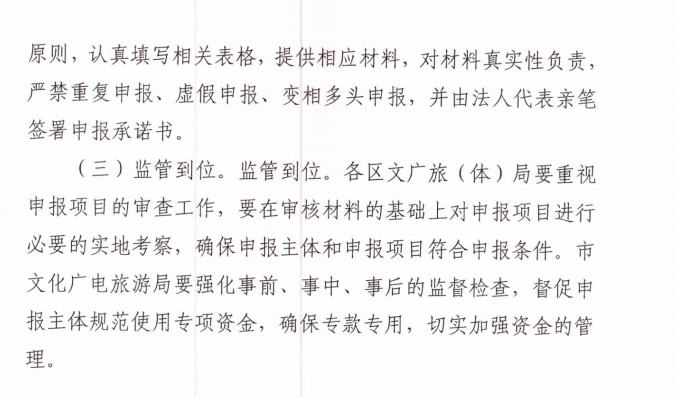 原则，认真填写相关表格，提供相应材料，对材料真实性负责，
严禁重复申报、虚假申报、变相多头申报，并由法人代表亲笔
签署申报承诺书。
（三）监管到位。监管到位。各区文广旅（体）局要重视
申报项目的审查工作，要在审核材料的基础上对申报项目进行
必要的实地考察，确保申报主体和申报项目符合申报条件。市
文化广电旅游局要强化事前、事中、事后的监督检查，督促申
报主体规范使用专项资金，确保专款专用，切实加强资金的管
理。